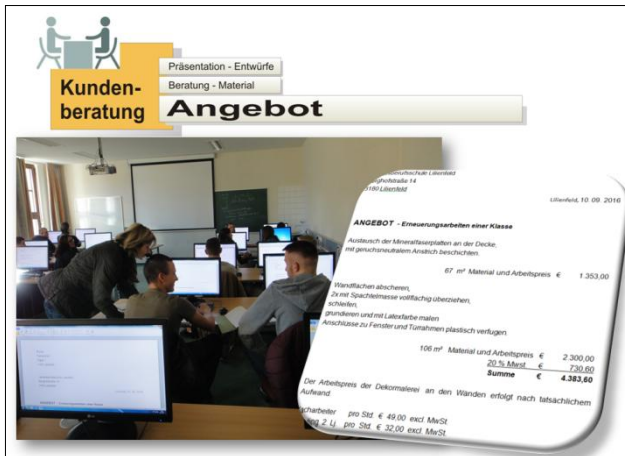 Präsentation - Entwürfe
Kunden-
beratung
Beratung - Material
Angebot
Lilienfeld
3180 Lilienfeld
Lilienfeld, 10. 09. 2016
ANGEBOT - Erneuerungsarbeiten einer Klasse
Austausch der Mineralfaserplatten an der Decke,
mit geruchsneutralem Anstrich beschichten.
67 m² Material und Arbeitspreis € 1.353,00
Wandflächen abscheren,
2x mit Spachtelmasse vollflächig überziehen,
schleifen,
grundieren und mit Latexfarbe malen
Anschlüsse zu Fenster und Türrahmen plastisch verfugen.
106 m² Material und Arbeitspreis € 2.300,00
20 % Mwst € 730,60
Summe € 4.383,60
Der Arbeitspreis der Dekormalerei an den Wänden erfolgt nach tatsächlichem
Aufwand
pro Std. € 49,00 excl. MwSt
2 Lj pro Std. € 32,00 excl. MwSt